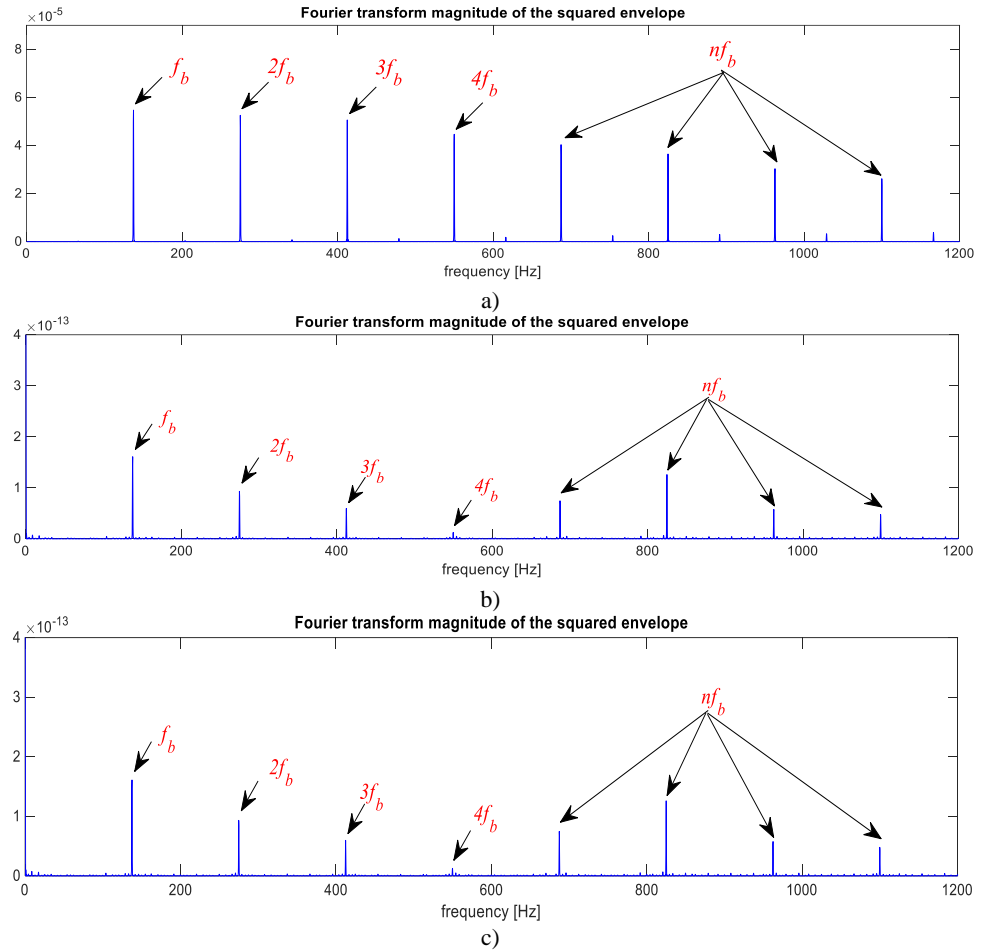 Fourier transform magnitude of the squared envelope
×10⁻⁵
8
6
4
2
0
f_b
2f_b
3f_b
4f_b
nf_b
0 200 400 600 800 1000 1200
frequency [Hz]
a)
Fourier transform magnitude of the squared envelope
×10⁻¹³
4
3
2
1
0
f_b
2f_b
3f_b
4f_b
nf_b
0 200 400 600 800 1000 1200
frequency [Hz]
b)
Fourier transform magnitude of the squared envelope
×10⁻¹³
4
3
2
1
0
f_b
2f_b
3f_b
4f_b
nf_b
0 200 400 600 800 1000 1200
frequency [Hz]
c)